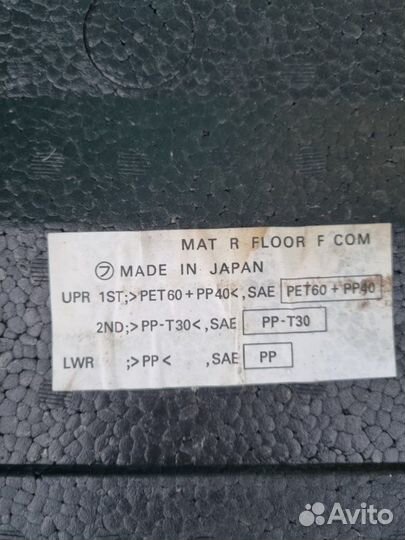 MAT R FLOOR F COM
㋫ MADE IN JAPAN
UPR 1ST;>PET60+PP40<,SAE PET60+PP40
2ND;>PP-T30<,SAE PP-T30
LWR ;>PP< ,SAE PP
Avito